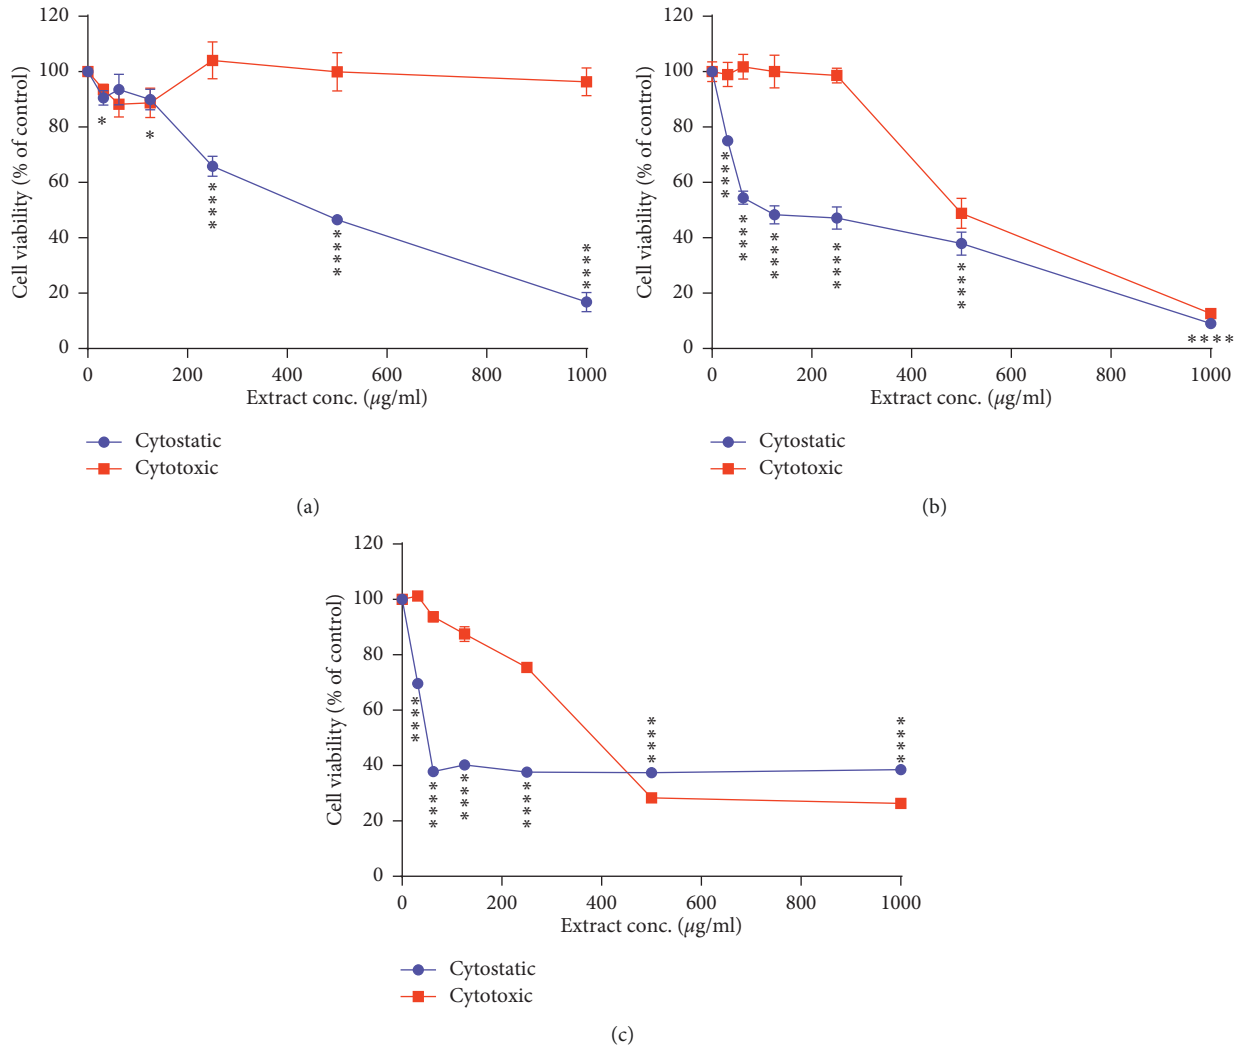 120
100
80
60
40
20
0
Cell viability (% of control)
*
*
****
****
****
0 200 400 600 800 1000
Extract conc. (µg/ml)
Cytostatic
Cytotoxic
(a)
120
100
80
60
40
20
0
Cell viability (% of control)
****
****
****
****
****
****
0 200 400 600 800 1000
Extract conc. (µg/ml)
Cytostatic
Cytotoxic
(b)
120
100
80
60
40
20
0
Cell viability (% of control)
****
****
****
****
****
****
0 200 400 600 800 1000
Extract conc. (µg/ml)
Cytostatic
Cytotoxic
(c)